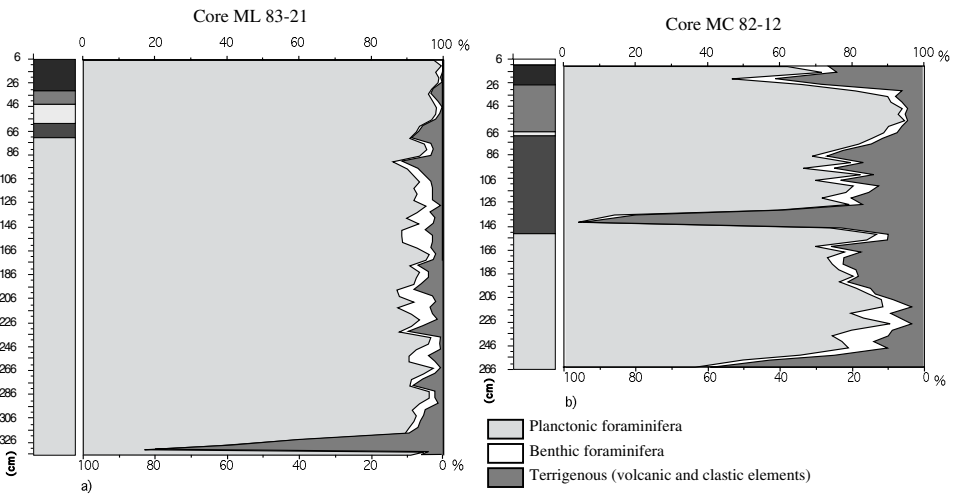 Core ML 83-21
0 20 40 60 80 100 %
6
26
46
66
86
106
126
146
166
186
206
226
246
266
286
306
326
(cm)
100 80 60 40 20 0 %
a)
Core MC 82-12
0 20 40 60 80 100 %
6
26
46
66
86
106
126
146
166
186
206
226
246
266
(cm)
100 80 60 40 20 0 %
b)
Planctonic foraminifera
Benthic foraminifera
Terrigenous (volcanic and clastic elements)